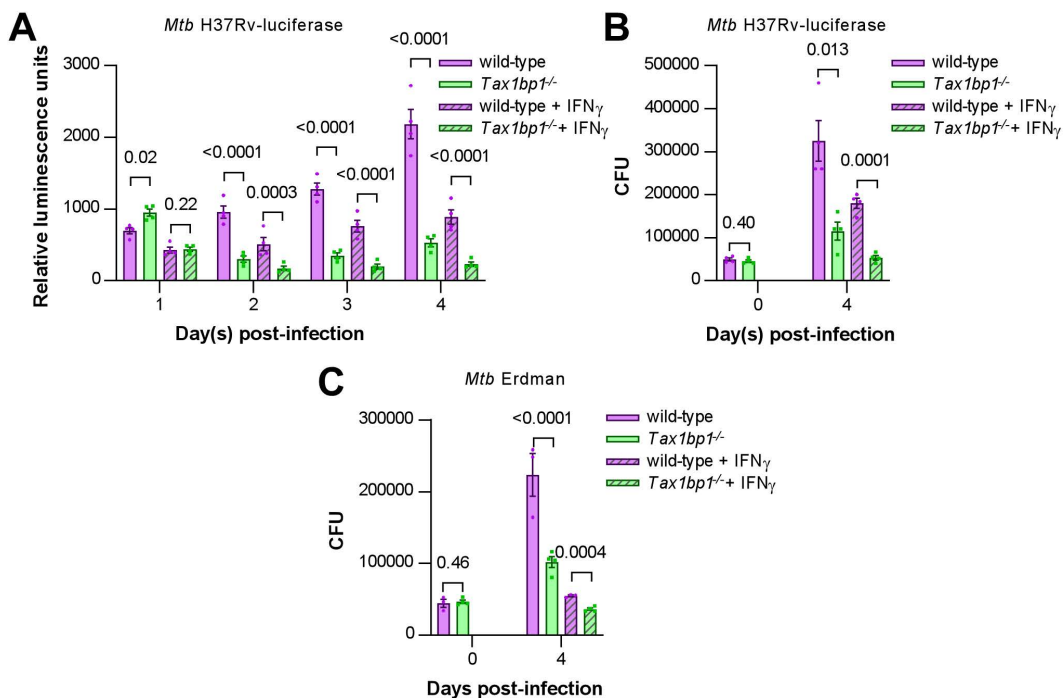 A
Mtb H37Rv-luciferase
<0.0001
wild-type
Tax1bp1-/-
wild-type + IFNγ
Tax1bp1-/-+ IFNγ
3000
2000
1000
0
Relative luminescence units
0.02
0.22
<0.0001
0.0003
<0.0001
<0.0001
<0.0001
1
2
3
4
Day(s) post-infection
B
Mtb H37Rv-luciferase
0.013
wild-type
Tax1bp1-/-
wild-type + IFNγ
Tax1bp1-/-+ IFNγ
500000
400000
300000
200000
100000
0
CFU
0.40
0.0001
0
4
Day(s) post-infection
C
Mtb Erdman
<0.0001
wild-type
Tax1bp1-/-
wild-type + IFNγ
Tax1bp1-/-+ IFNγ
300000
200000
100000
0
CFU
0.46
0.0004
0
4
Days post-infection